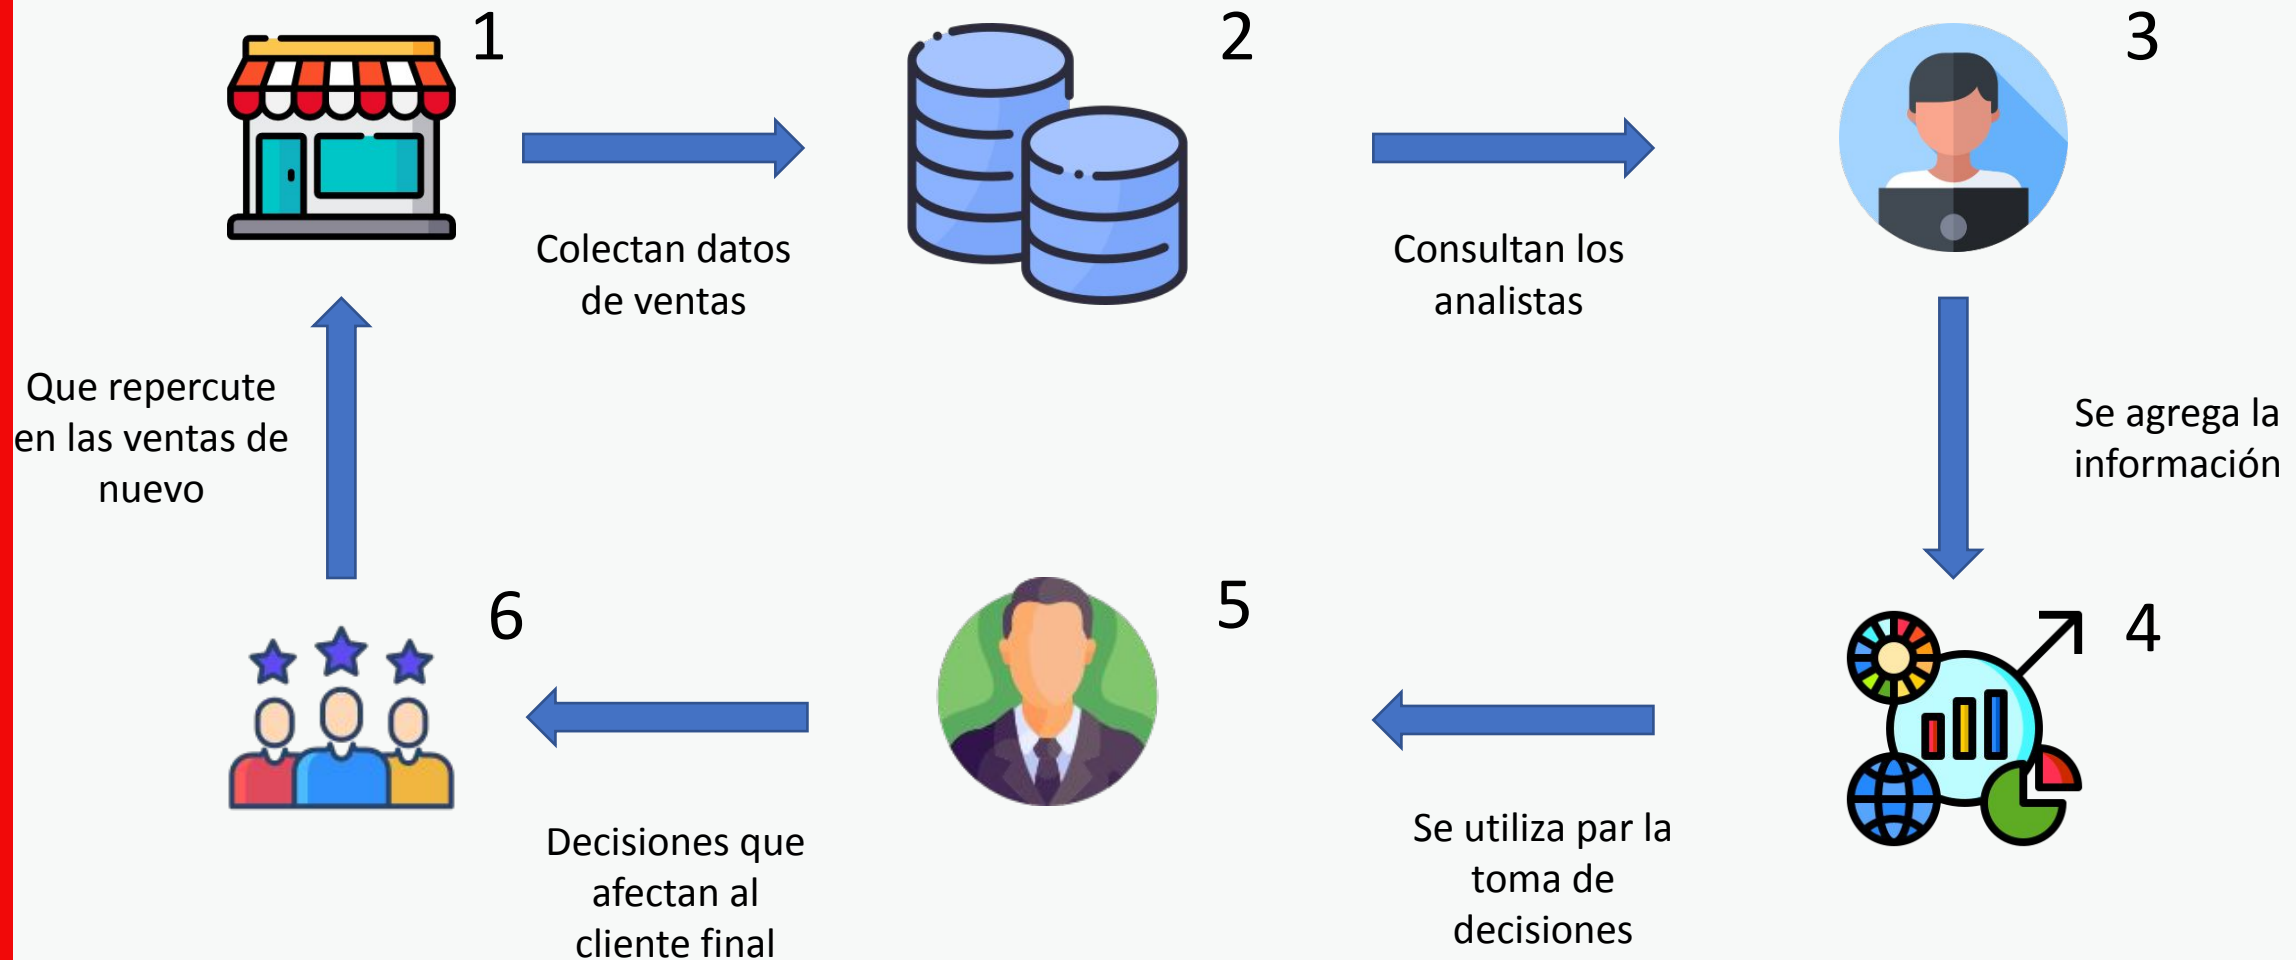 1
Colectan datos
de ventas
2
Consultan los
analistas
3
Se agrega la
información
4
Se utiliza par la
toma de
decisiones
5
Decisiones que
afectan al
cliente final
6
Que repercute
en las ventas de
nuevo